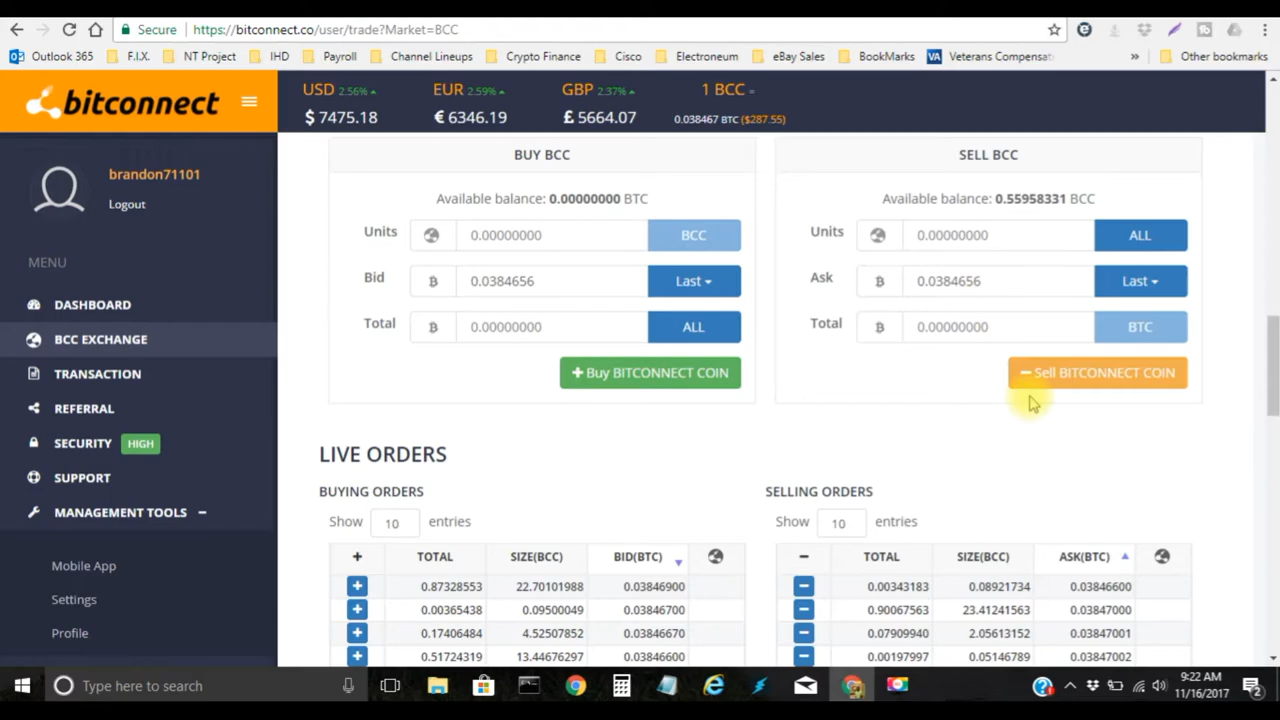 Secure https://bitconnect.co/user/trade?Market=BCC
Outlook 365 F.I.X. NT Project IHD Payroll Channel Lineups Crypto Finance Cisco Electroneum eBay Sales BookMarks VA Veterans Compensat » Other bookmarks
bitconnect
USD 2.56% EUR 2.59% GBP 2.37% 1 BCC =
$ 7475.18 € 6346.19 £ 5664.07 0.038467 BTC ($287.55)
brandon71101
Logout
MENU
DASHBOARD
BCC EXCHANGE
TRANSACTION
REFERRAL
SECURITY HIGH
SUPPORT
MANAGEMENT TOOLS
Mobile App
Settings
Profile
BUY BCC
Available balance: 0.00000000 BTC
Units 0.00000000 BCC
Bid 0.0384656 Last
Total 0.00000000 ALL
+ Buy BITCONNECT COIN
SELL BCC
Available balance: 0.55958331 BCC
Units 0.00000000 ALL
Ask 0.0384656 Last
Total 0.00000000 BTC
− Sell BITCONNECT COIN
LIVE ORDERS
BUYING ORDERS
Show 10 entries
+ TOTAL SIZE(BCC) BID(BTC)
+ 0.87328553 22.70101988 0.03846900
+ 0.00365438 0.09500049 0.03846700
+ 0.17406484 4.52507852 0.03846670
+ 0.51724319 13.44676297 0.03846600
SELLING ORDERS
Show 10 entries
− TOTAL SIZE(BCC) ASK(BTC)
− 0.00343183 0.08921734 0.03846600
− 0.90067563 23.41241563 0.03847000
− 0.07909940 2.05613152 0.03847001
− 0.00197997 0.05146789 0.03847002
Type here to search
9:22 AM
11/16/2017
2